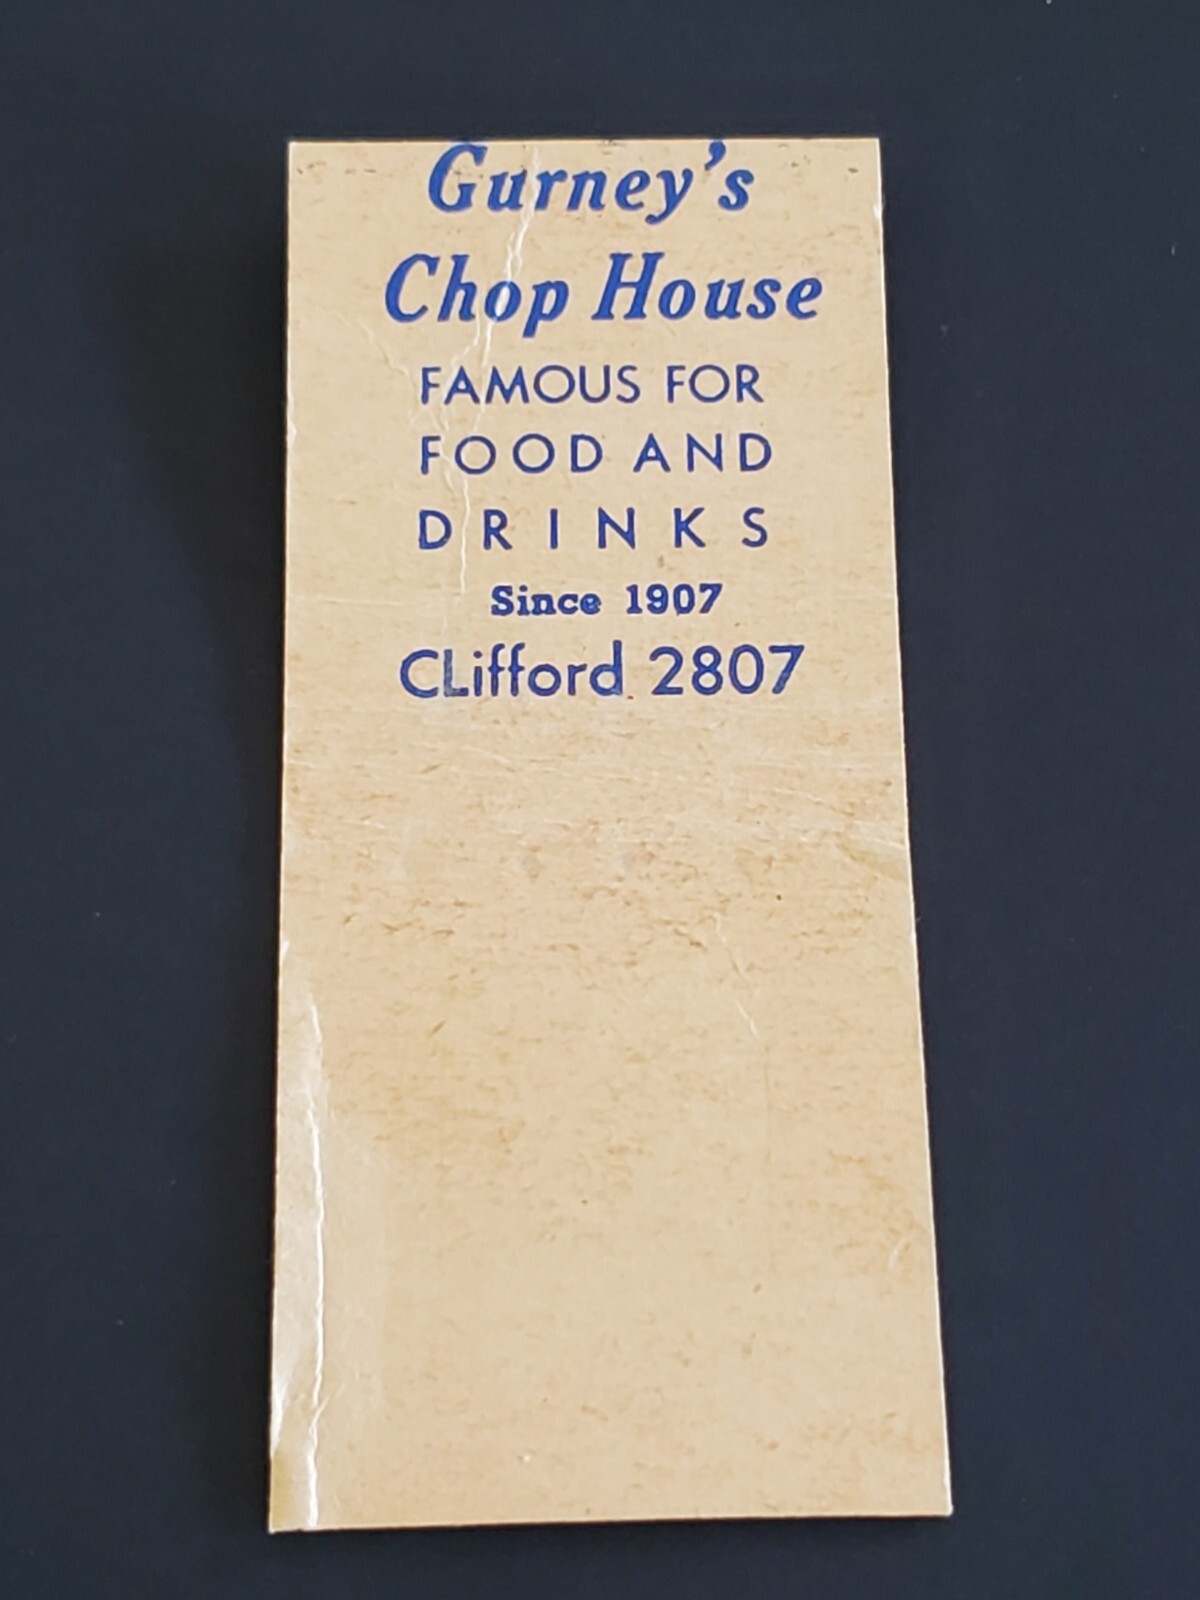 Gurney's
Chop House
FAMOUS FOR
FOOD AND
DRINKS
Since 1907
CLifford 2807